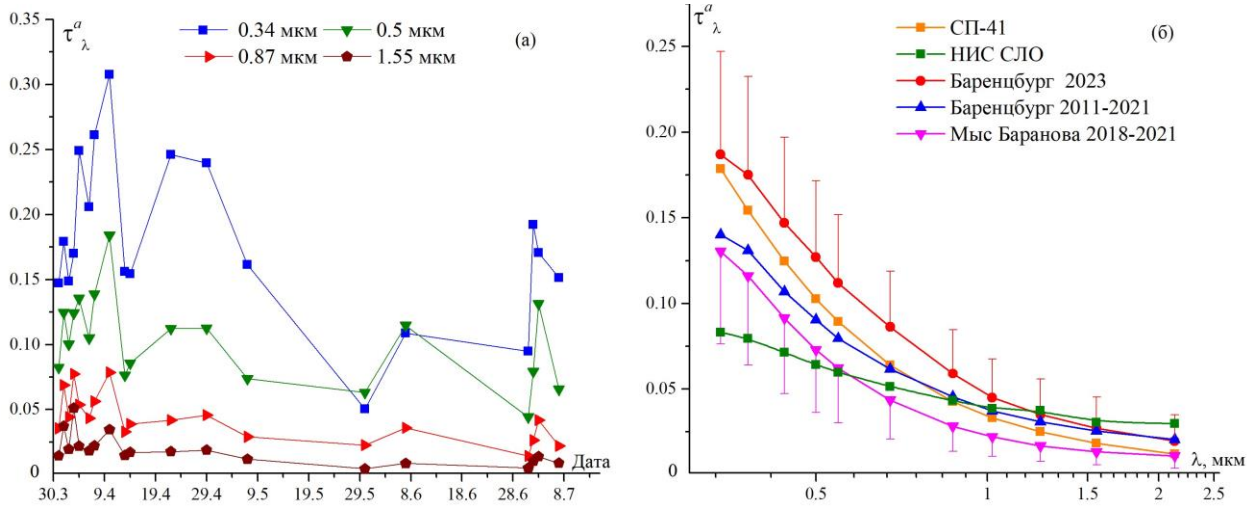 0.35
0.30
0.25
0.20
0.15
0.10
0.05
0
τᵃλ
0.34 мкм
0.5 мкм
0.87 мкм
1.55 мкм
(а)
Дата
30.3 9.4 19.4 29.4 9.5 19.5 29.5 8.6 18.6 28.6 8.7
0.25
0.20
0.15
0.10
0.05
0
τᵃλ
СП-41
НИС СЛО
Баренцбург 2023
Баренцбург 2011-2021
Мыс Баранова 2018-2021
(б)
λ, мкм
0.5 1 1.5 2 2.5